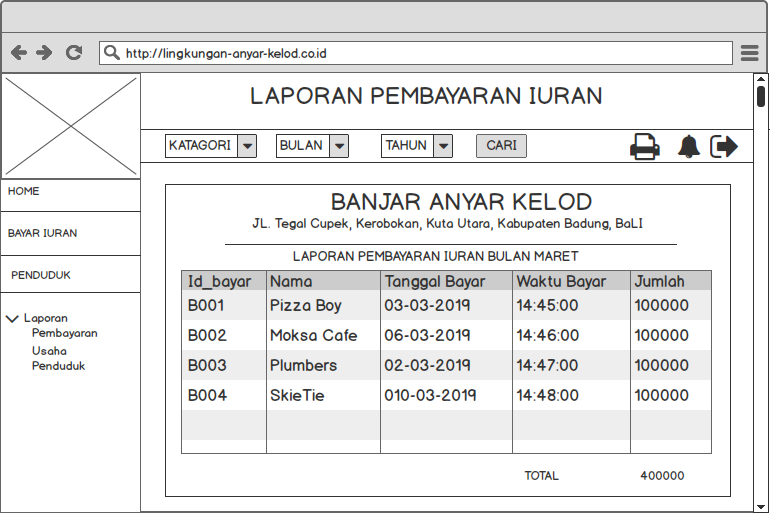 http://lingkungan-anyar-kelod.co.id
LAPORAN PEMBAYARAN IURAN
KATAGORI BULAN TAHUN CARI
HOME
BAYAR IURAN
PENDUDUK
Laporan
Pembayaran
Usaha
Penduduk
BANJAR ANYAR KELOD
JL. Tegal Cupek, Kerobokan, Kuta Utara, Kabupaten Badung, BaLI
LAPORAN PEMBAYARAN IURAN BULAN MARET
Id_bayar Nama Tanggal Bayar Waktu Bayar Jumlah
B001 Pizza Boy 03-03-2019 14:45:00 100000
B002 Moksa Cafe 06-03-2019 14:46:00 100000
B003 Plumbers 02-03-2019 14:47:00 100000
B004 SkieTie 010-03-2019 14:48:00 100000
TOTAL 400000